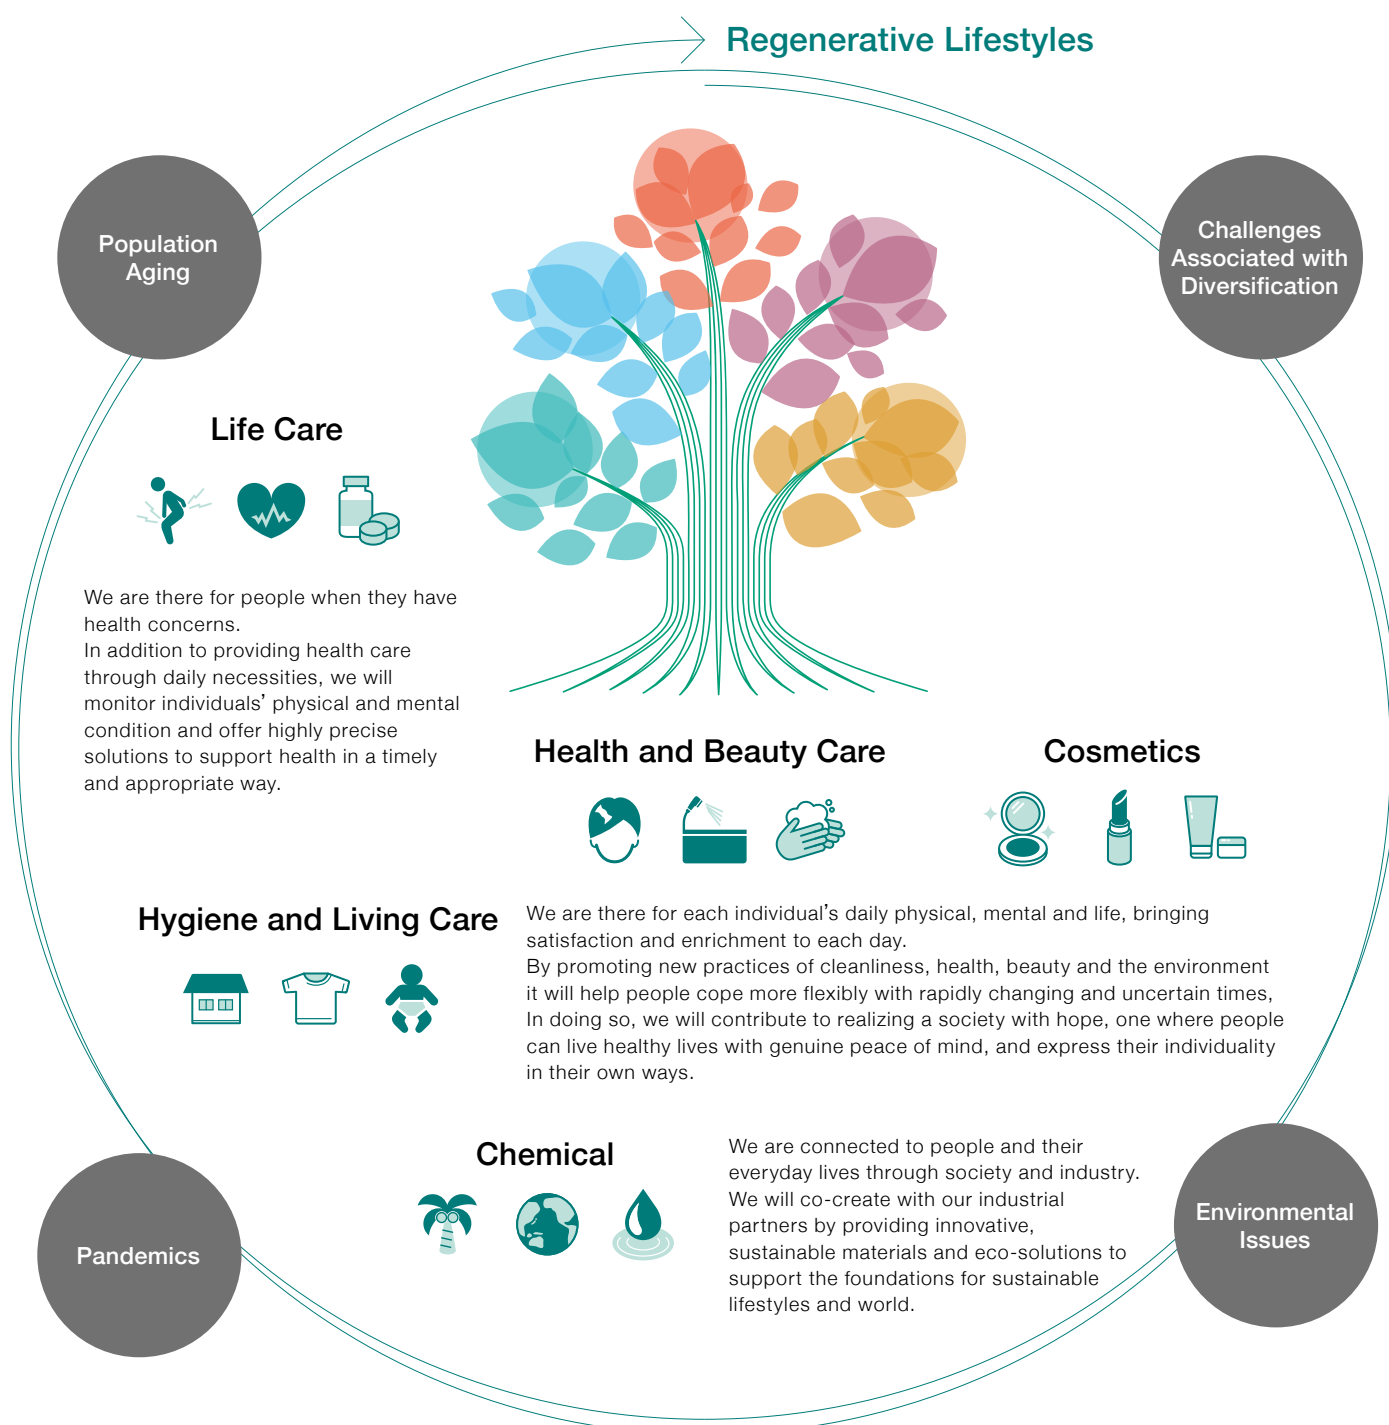 Regenerative Lifestyles
Population
Aging
Challenges
Associated with
Diversification
Life Care
We are there for people when they have
health concerns.
In addition to providing health care
through daily necessities, we will
monitor individuals’ physical and mental
condition and offer highly precise
solutions to support health in a timely
and appropriate way.
Health and Beauty Care
Cosmetics
Hygiene and Living Care
We are there for each individual’s daily physical, mental and life, bringing
satisfaction and enrichment to each day.
By promoting new practices of cleanliness, health, beauty and the environment
it will help people cope more flexibly with rapidly changing and uncertain times,
In doing so, we will contribute to realizing a society with hope, one where people
can live healthy lives with genuine peace of mind, and express their individuality
in their own ways.
Chemical
We are connected to people and their
everyday lives through society and industry.
We will co-create with our industrial
partners by providing innovative,
sustainable materials and eco-solutions to
support the foundations for sustainable
lifestyles and world.
Pandemics
Environmental
Issues